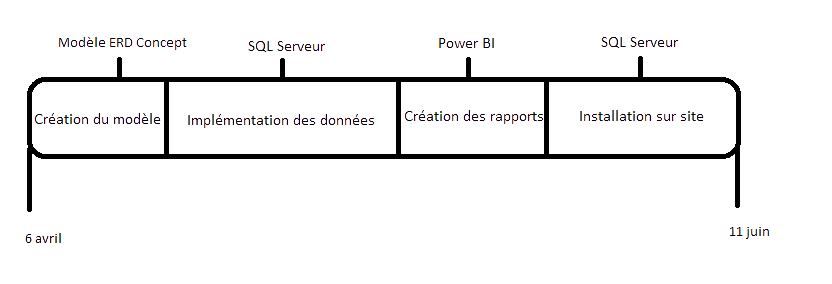 Modèle ERD Concept
SQL Serveur
Power BI
SQL Serveur
Création du modèle
Implémentation des données
Création des rapports
Installation sur site
6 avril
11 juin